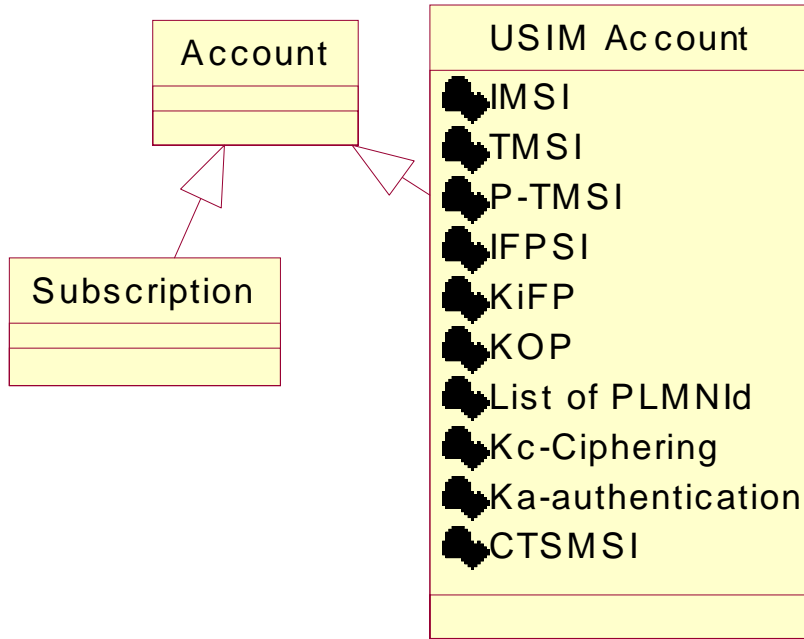 Account
Subscription
USIM Account
IMSI
TMSI
P-TMSI
IFPSI
KiFP
KOP
List of PLMNId
Kc-Ciphering
Ka-authentication
CTSMSI